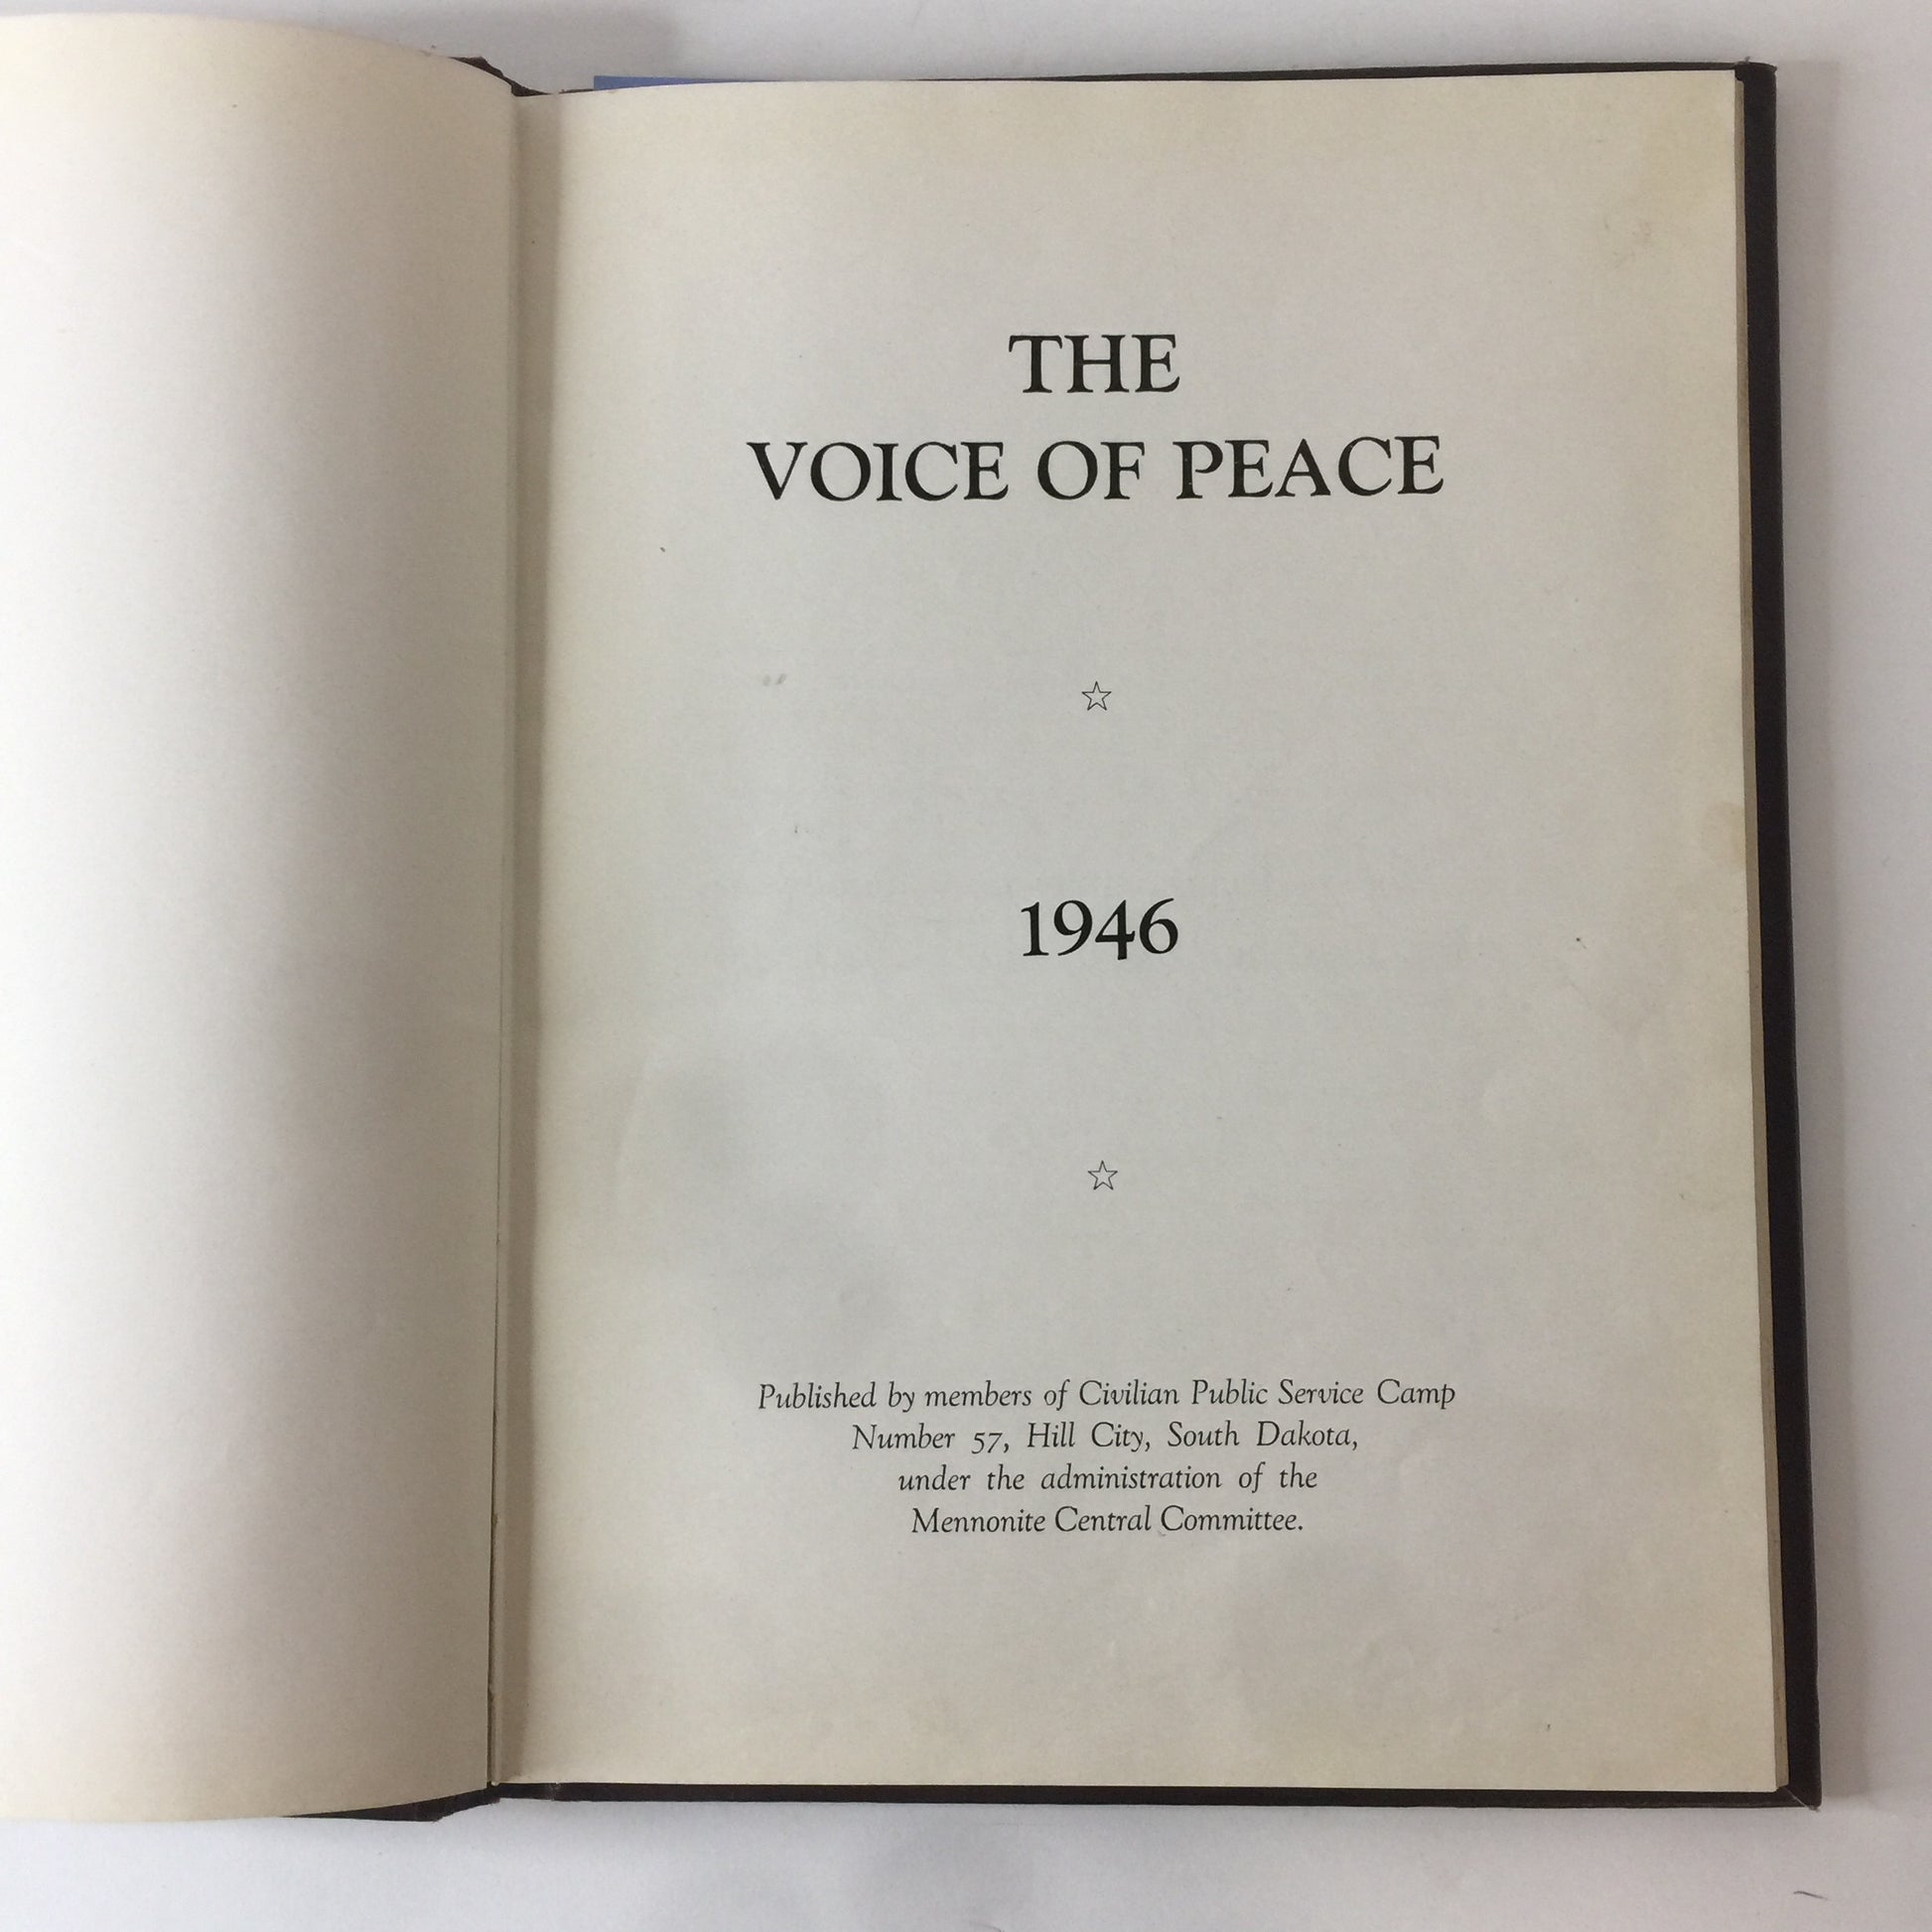 THE
VOICE OF PEACE
1946
Published by members of Civilian Public Service Camp
Number 57, Hill City, South Dakota,
under the administration of the
Mennonite Central Committee.